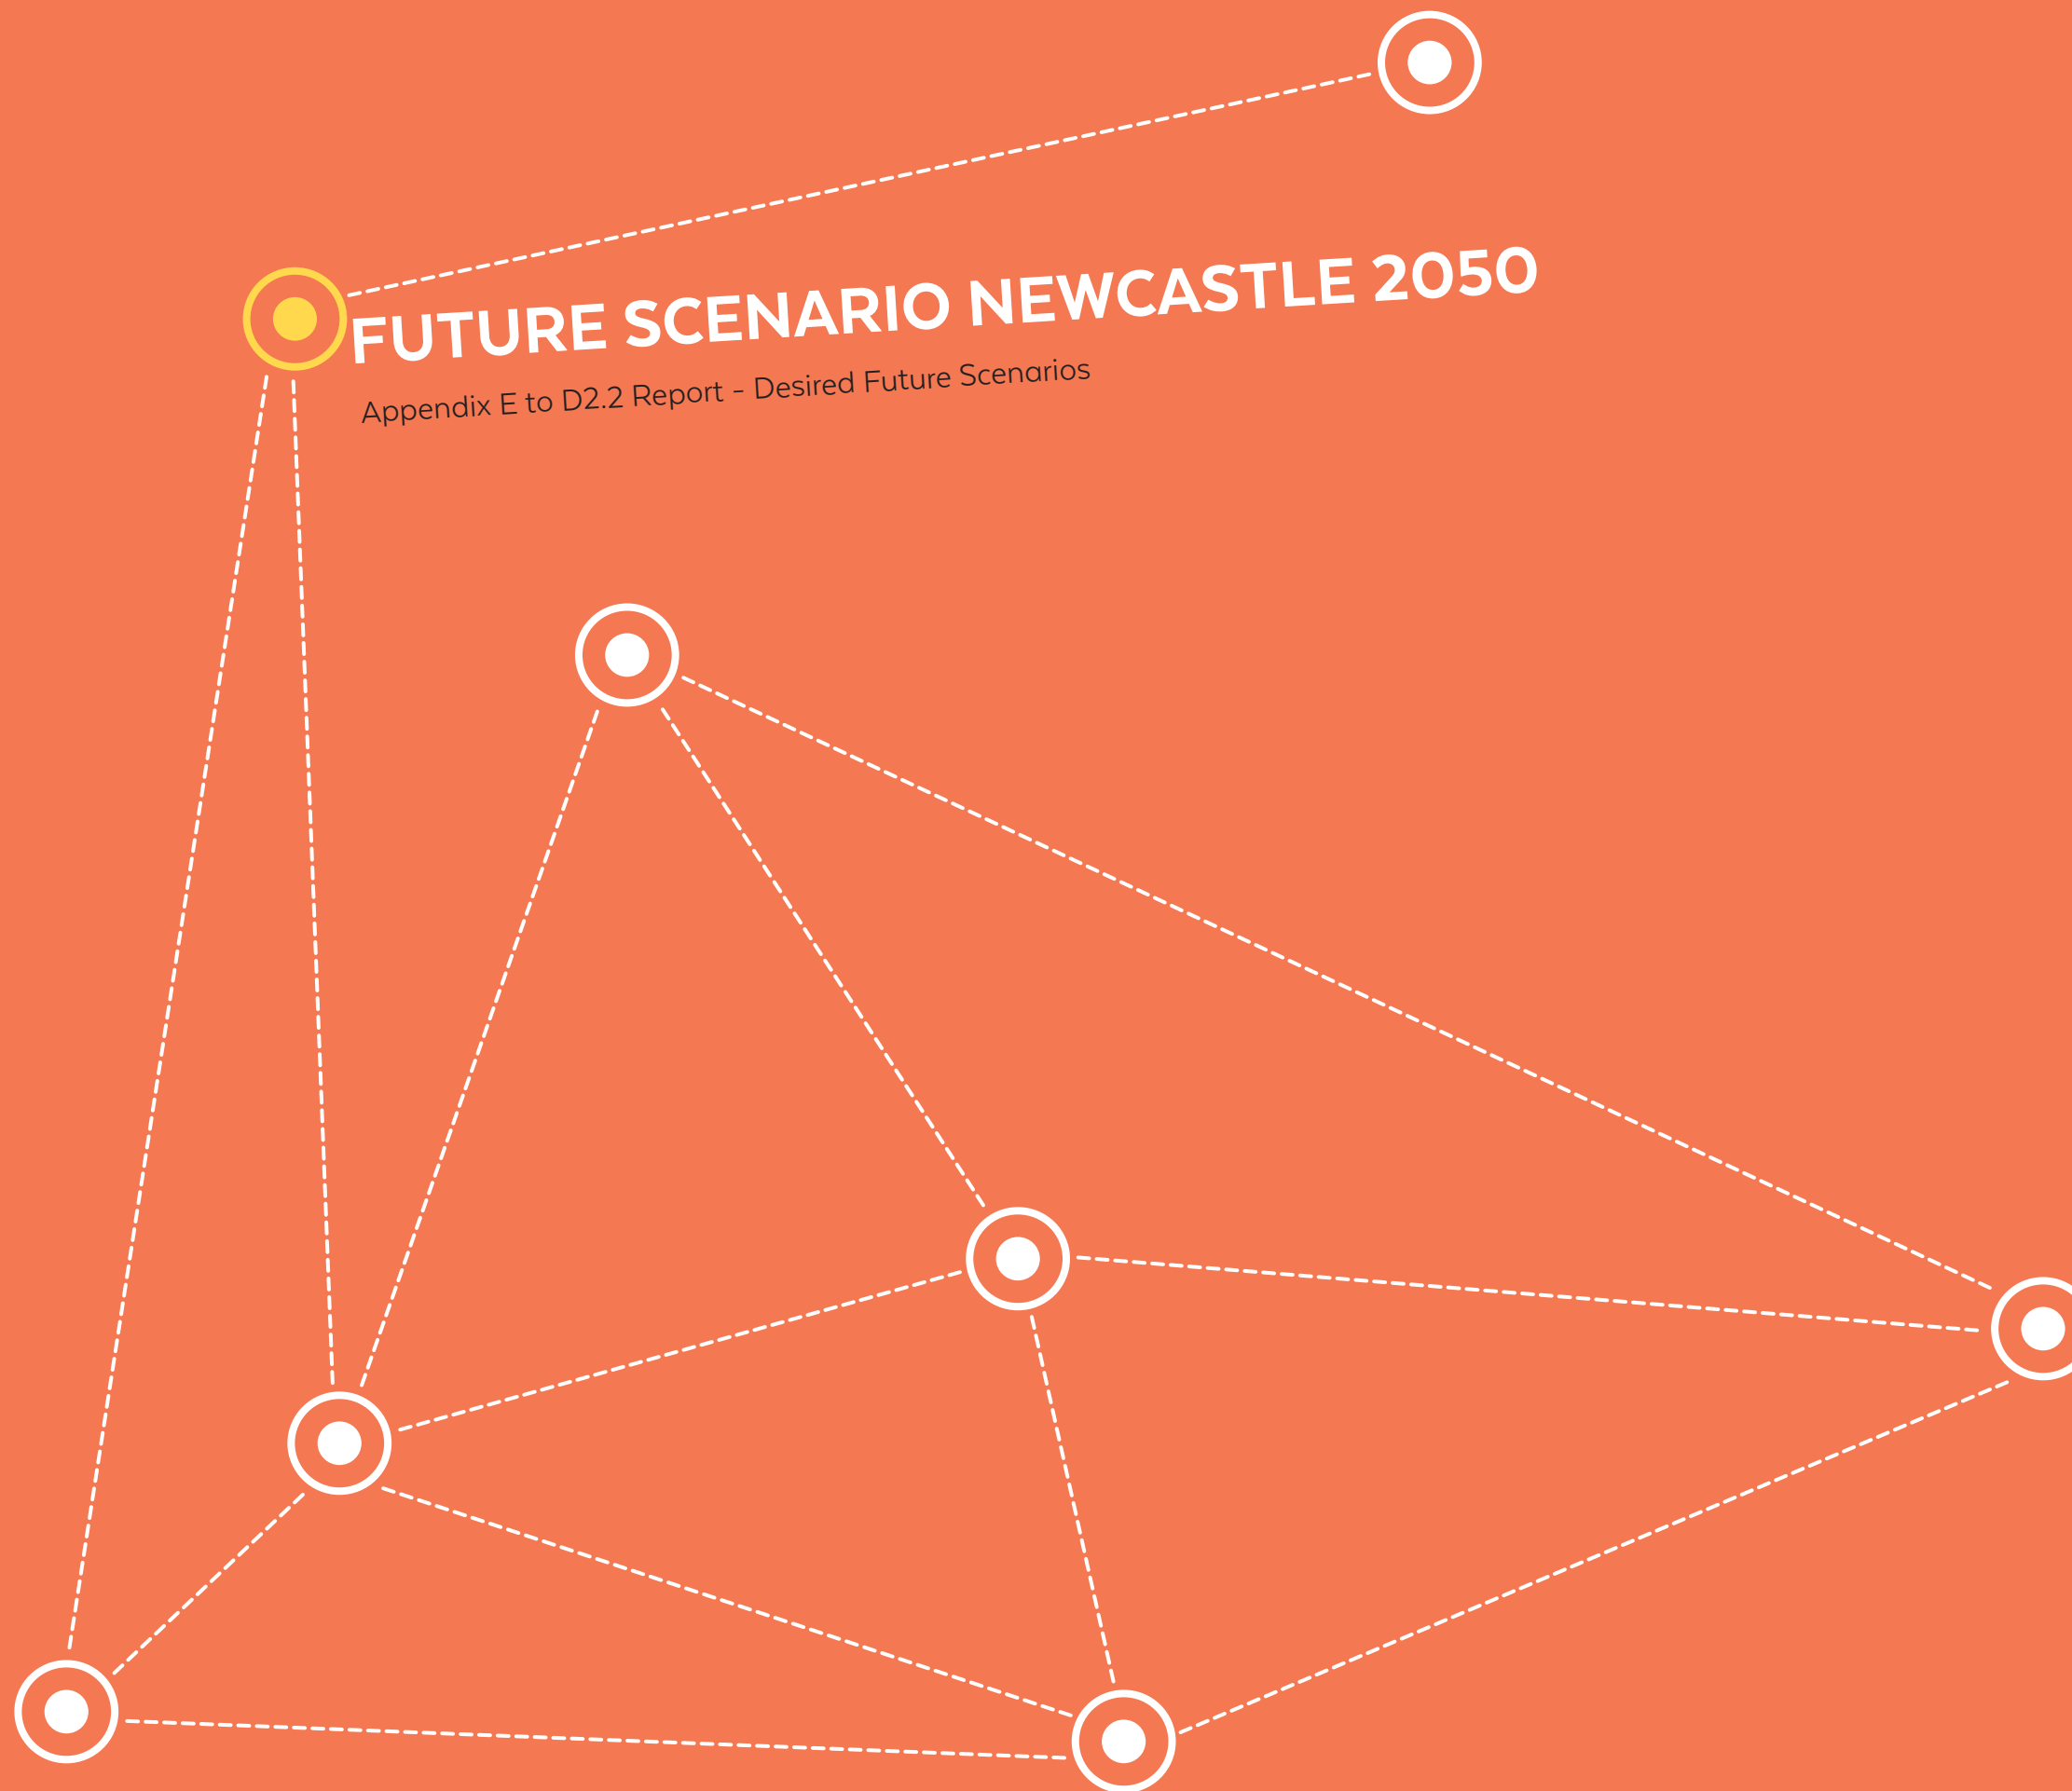 FUTURE SCENARIO NEWCASTLE 2050
Appendix E to D2.2 Report - Desired Future Scenarios